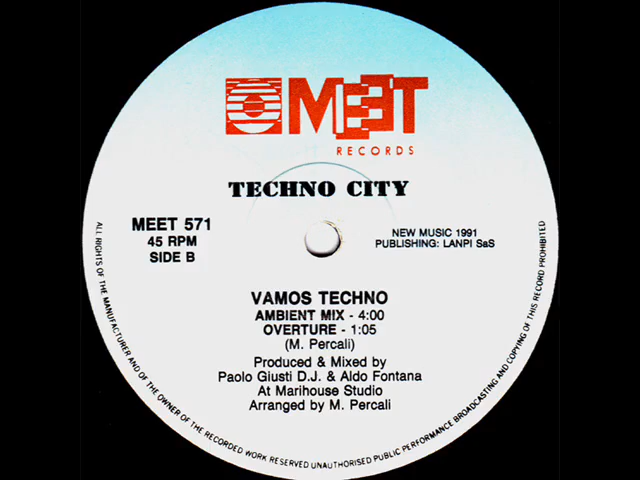 MEET
RECORDS
TECHNO CITY
MEET 571
45 RPM
SIDE B
NEW MUSIC 1991
PUBLISHING: LANPI SaS
VAMOS TECHNO
AMBIENT MIX - 4:00
OVERTURE - 1:05
(M. Percali)
Produced & Mixed by
Paolo Giusti D.J. & Aldo Fontana
At Marihouse Studio
Arranged by M. Percali
ALL RIGHTS OF THE MANUFACTURER AND OF THE OWNER OF THE RECORDED WORK RESERVED UNAUTHORISED PUBLIC PERFORMANCE BROADCASTING AND COPYING OF THIS RECORD PROHIBITED